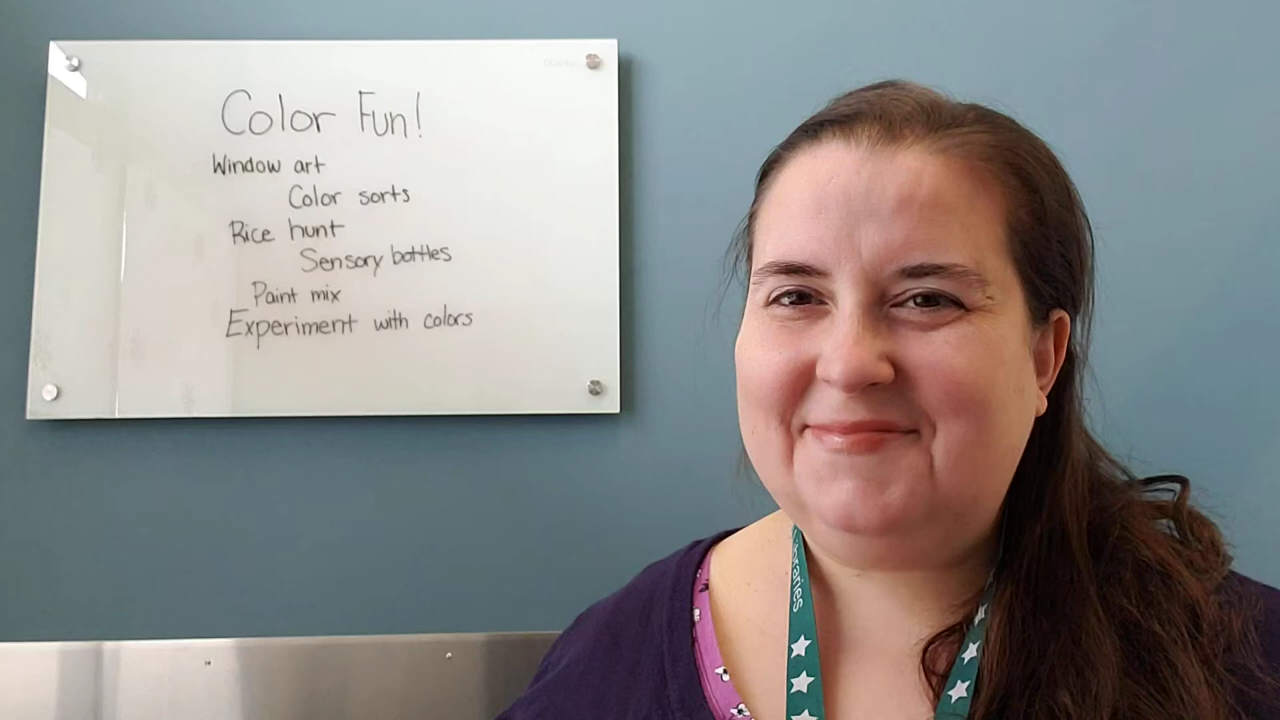 Color Fun!
Window art
Color sorts
Rice hunt
Sensory bottles
Paint mix
Experiment with colors